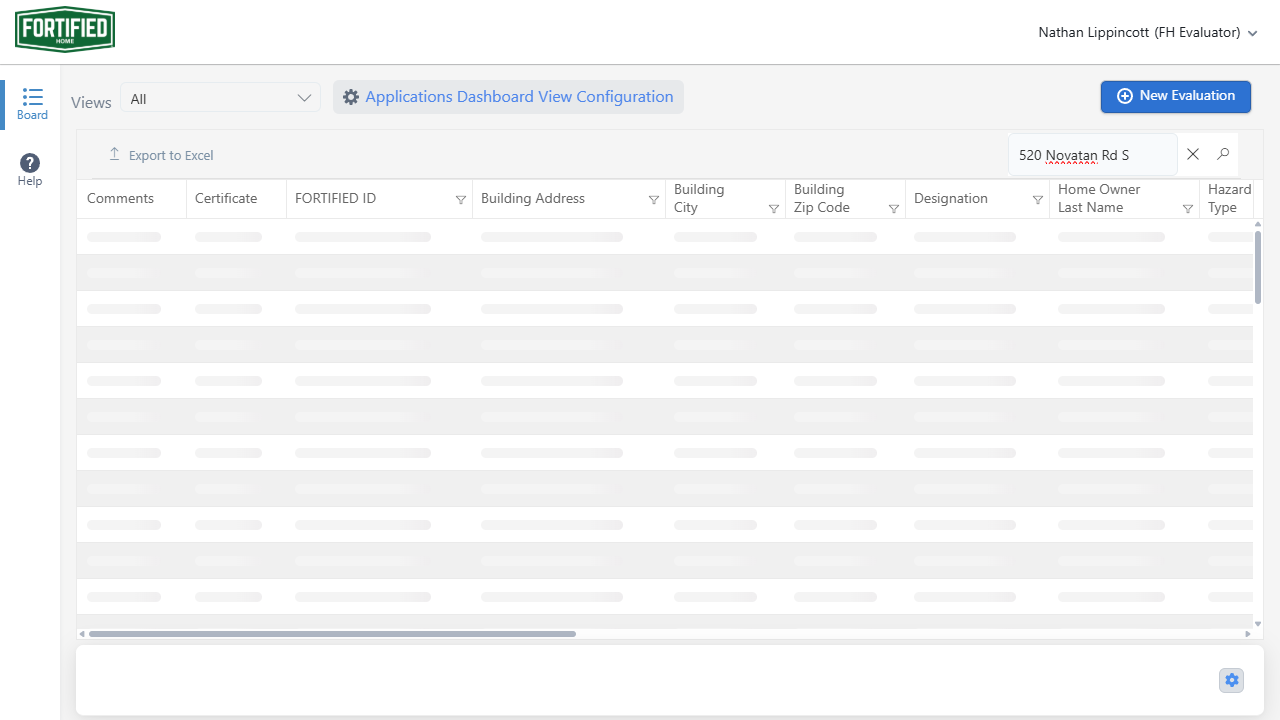 FORTIFIED
HOME
Nathan Lippincott (FH Evaluator)
Board
Help
Views
All
Applications Dashboard View Configuration
New Evaluation
Export to Excel
520 Novatan Rd S
Comments
Certificate
FORTIFIED ID
Building Address
Building
City
Building
Zip Code
Designation
Home Owner
Last Name
Hazard
Type